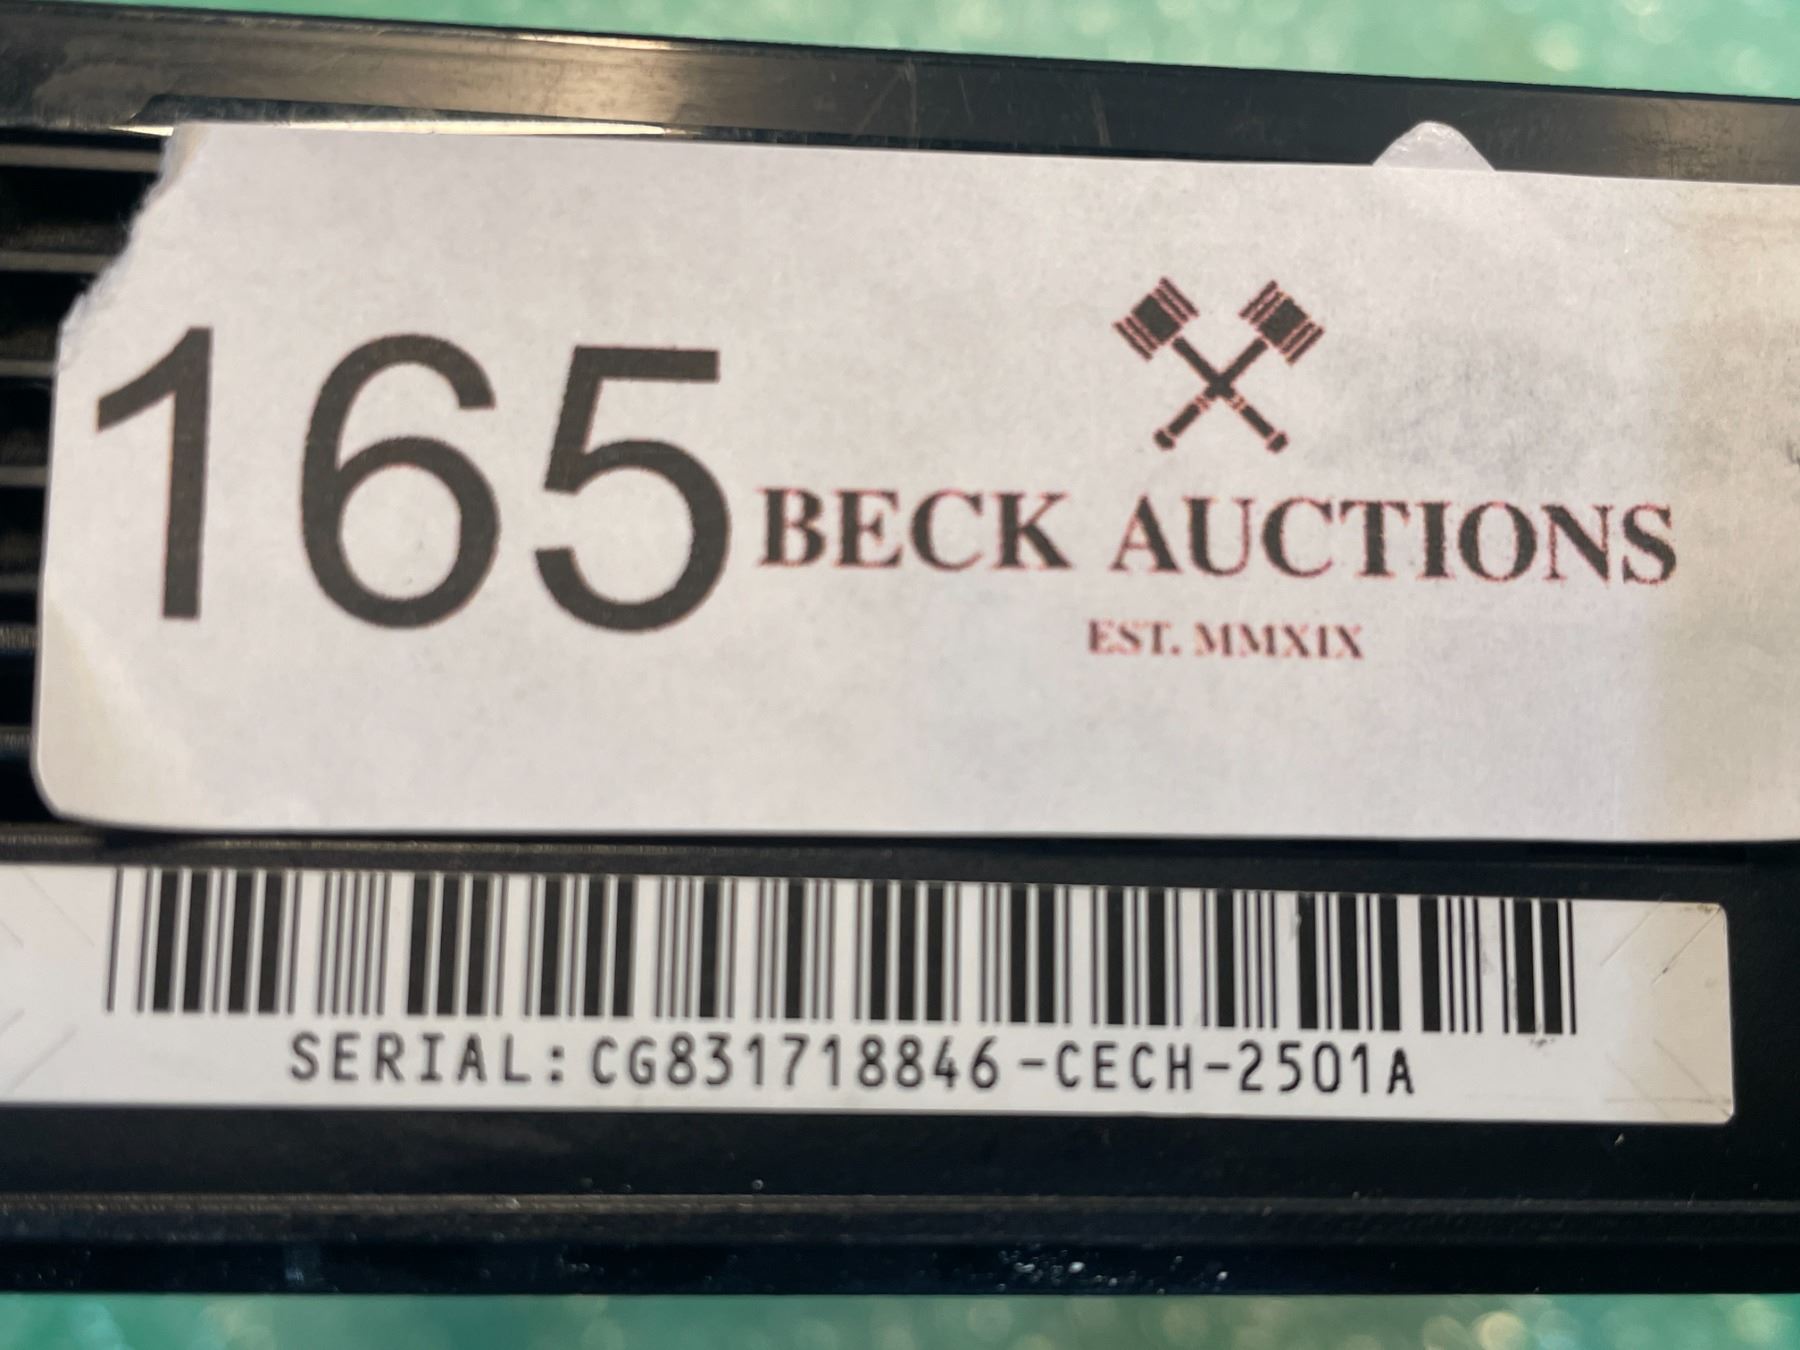 165
BECK AUCTIONS
EST. MMXIX
SERIAL: CG831718846-CECH-2501A